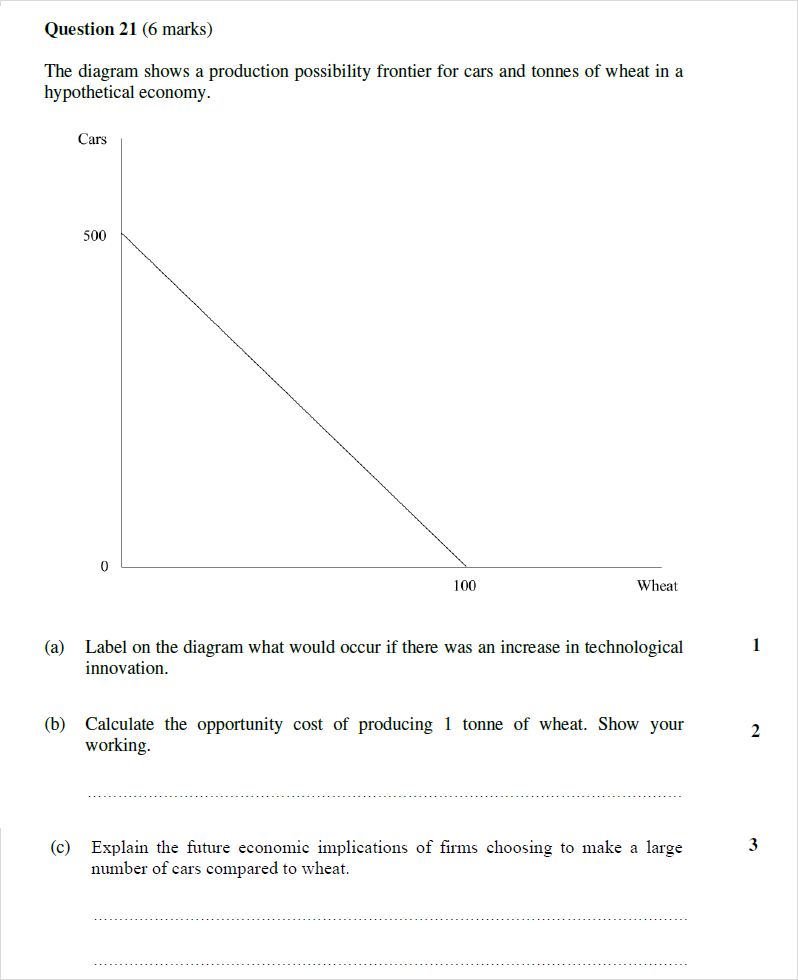 Question 21 (6 marks)
The diagram shows a production possibility frontier for cars and tonnes of wheat in a
hypothetical economy.
Cars
500
0
100
Wheat
(a) Label on the diagram what would occur if there was an increase in technological 1
innovation.
(b) Calculate the opportunity cost of producing 1 tonne of wheat. Show your 2
working.
(c) Explain the future economic implications of firms choosing to make a large 3
number of cars compared to wheat.